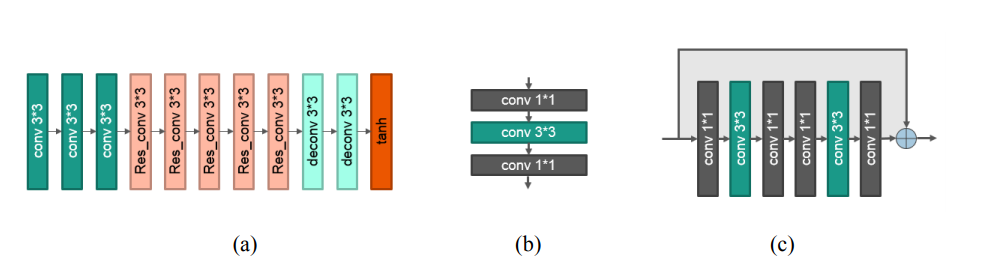 conv 3*3
conv 3*3
conv 3*3
Res_conv 3*3
Res_conv 3*3
Res_conv 3*3
Res_conv 3*3
Res_conv 3*3
deconv 3*3
deconv 3*3
tanh
(a)
conv 1*1
conv 3*3
conv 1*1
(b)
conv 1*1
conv 3*3
conv 1*1
conv 1*1
conv 3*3
conv 1*1
(c)